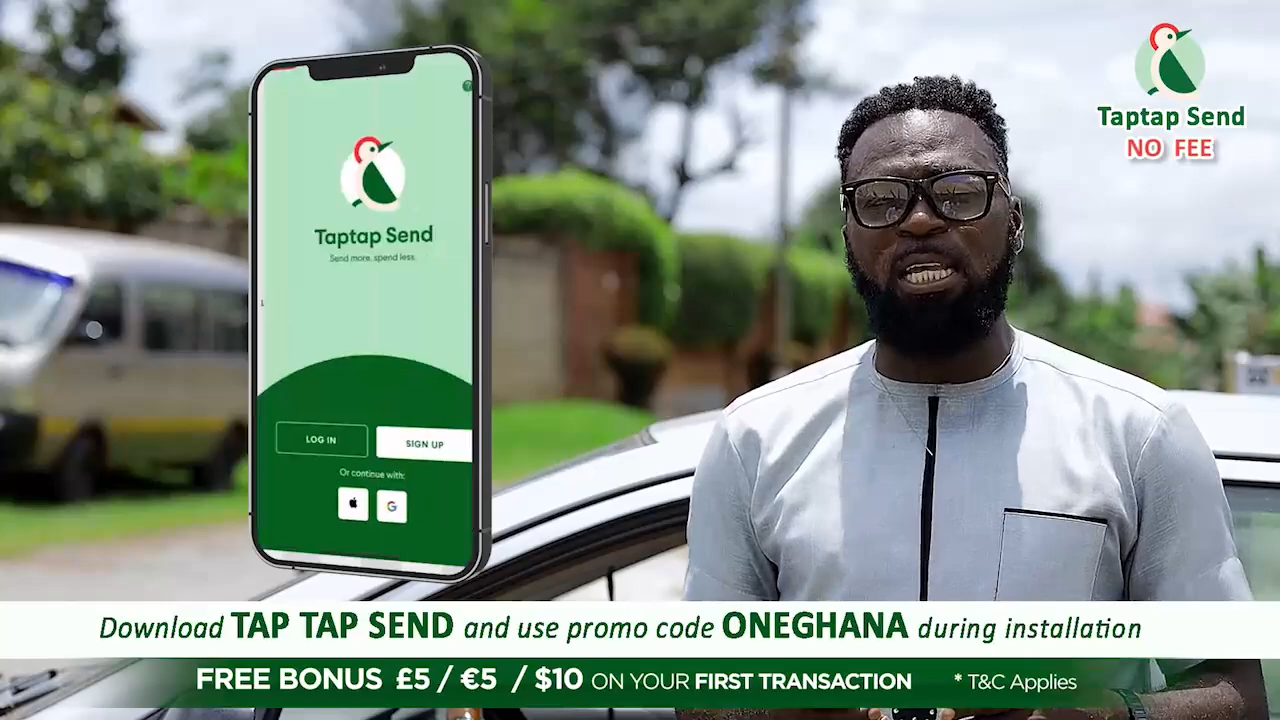 Taptap Send
NO FEE
Taptap Send
Send more, spend less.
LOG IN
SIGN UP
Or continue with:
G
Download TAP TAP SEND and use promo code ONEGHANA during installation
FREE BONUS £5 / €5 / $10 ON YOUR FIRST TRANSACTION * T&C Applies